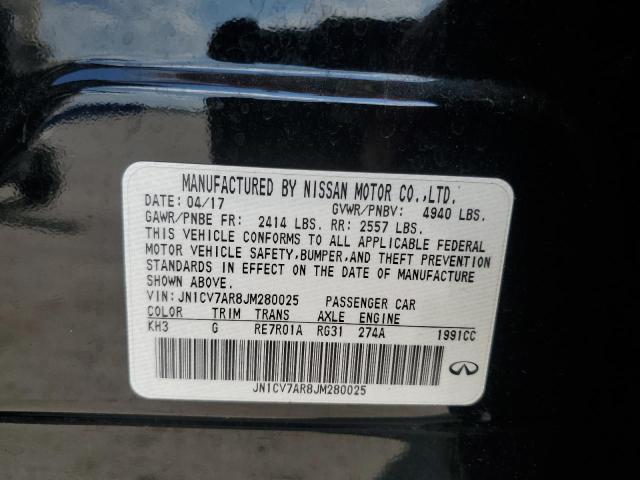 MANUFACTURED BY NISSAN MOTOR CO.,LTD.
DATE: 04/17 GVWR/PNBV: 4940 LBS.
GAWR/PNBE FR: 2414 LBS. RR: 2557 LBS.
THIS VEHICLE CONFORMS TO ALL APPLICABLE FEDERAL
MOTOR VEHICLE SAFETY,BUMPER,AND THEFT PREVENTION
STANDARDS IN EFFECT ON THE DATE OF MANUFACTURE
SHOWN ABOVE.
VIN: JN1CV7AR8JM280025 PASSENGER CAR
COLOR TRIM TRANS AXLE ENGINE
KH3 G RE7R01A RG31 274A 1991CC
JN1CV7AR8JM280025